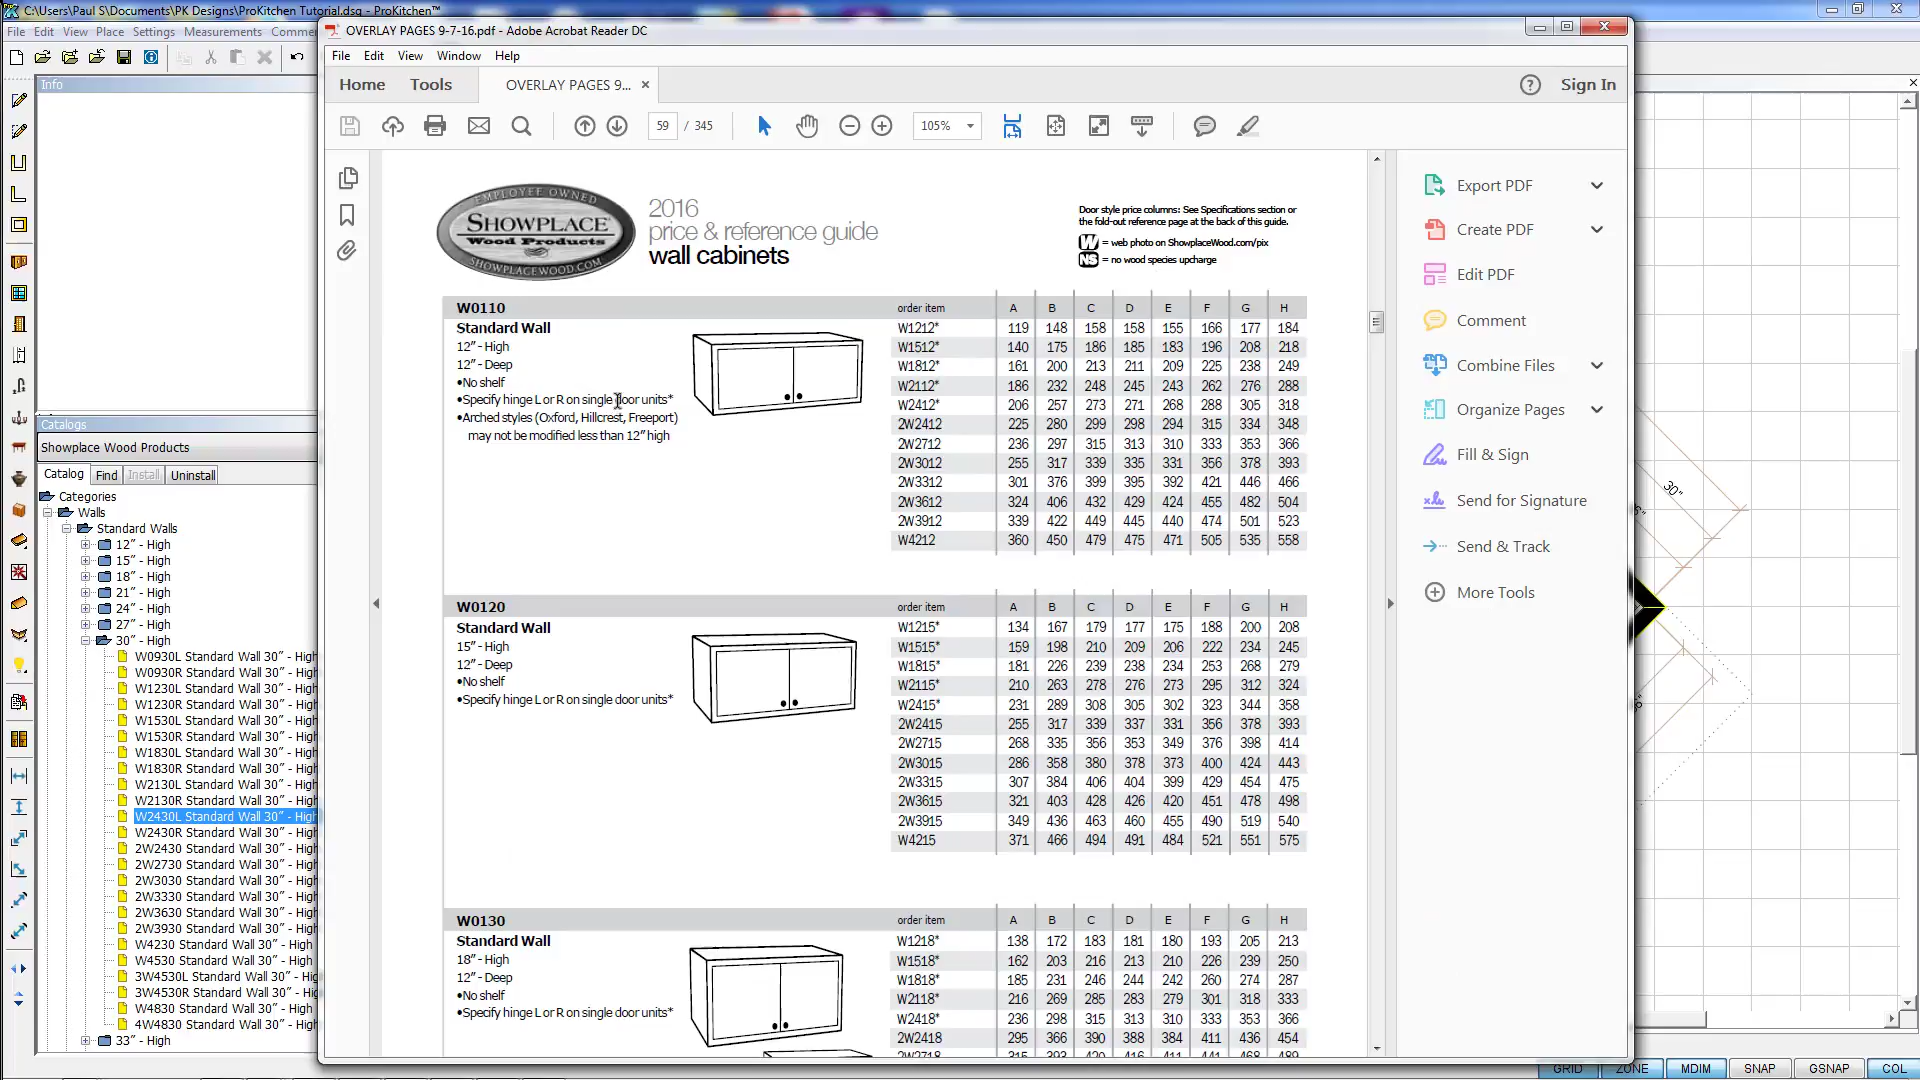 C:\Users\Paul S\Documents\PK Designs\ProKitchen Tutorial.dsg - ProKitchen™
File Edit View Place Settings Measurements Comme
Info
Catalogs
Showplace Wood Products
Catalog Find Install Uninstall
Categories
Walls
Standard Walls
12" - High
15" - High
18" - High
21" - High
24" - High
27" - High
30" - High
W0930L Standard Wall 30" - High
W0930R Standard Wall 30" - High
W1230L Standard Wall 30" - High
W1230R Standard Wall 30" - High
W1530L Standard Wall 30" - High
W1530R Standard Wall 30" - High
W1830L Standard Wall 30" - High
W1830R Standard Wall 30" - High
W2130L Standard Wall 30" - High
W2130R Standard Wall 30" - High
W2430L Standard Wall 30" - High
W2430R Standard Wall 30" - High
2W2430 Standard Wall 30" - High
2W2730 Standard Wall 30" - High
2W3030 Standard Wall 30" - High
2W3330 Standard Wall 30" - High
2W3630 Standard Wall 30" - High
2W3930 Standard Wall 30" - High
W4230 Standard Wall 30" - High
W4530 Standard Wall 30" - High
3W4530L Standard Wall 30" - High
3W4530R Standard Wall 30" - High
W4830 Standard Wall 30" - High
4W4830 Standard Wall 30" - High
33" - High
OVERLAY PAGES 9-7-16.pdf - Adobe Acrobat Reader DC
File Edit View Window Help
Home Tools OVERLAY PAGES 9... × Sign In
59 / 345 105%
EMPLOYEE OWNED
SHOWPLACE
Wood Products
SHOWPLACEWOOD.COM
2016
price & reference guide
wall cabinets
Door style price columns: See Specifications section or
the fold-out reference page at the back of this guide.
W = web photo on ShowplaceWood.com/pix
NS = no wood species upcharge
W0110 order item A B C D E F G H
Standard Wall
12" - High
12" - Deep
•No shelf
•Specify hinge L or R on single door units*
•Arched styles (Oxford, Hillcrest, Freeport)
may not be modified less than 12" high
W1212* 119 148 158 158 155 166 177 184
W1512* 140 175 186 185 183 196 208 218
W1812* 161 200 213 211 209 225 238 249
W2112* 186 232 248 245 243 262 276 288
W2412* 206 257 273 271 268 288 305 318
2W2412 225 280 299 298 294 315 334 348
2W2712 236 297 315 313 310 333 353 366
2W3012 255 317 339 335 331 356 378 393
2W3312 301 376 399 395 392 421 446 466
2W3612 324 406 432 429 424 455 482 504
2W3912 339 422 449 445 440 474 501 523
W4212 360 450 479 475 471 505 535 558
W0120 order item A B C D E F G H
Standard Wall
15" - High
12" - Deep
•No shelf
•Specify hinge L or R on single door units*
W1215* 134 167 179 177 175 188 200 208
W1515* 159 198 210 209 206 222 234 245
W1815* 181 226 239 238 234 253 268 279
W2115* 210 263 278 276 273 295 312 324
W2415* 231 289 308 305 302 323 344 358
2W2415 255 317 339 337 331 356 378 393
2W2715 268 335 356 353 349 376 398 414
2W3015 286 358 380 378 373 400 424 443
2W3315 307 384 406 404 399 429 454 475
2W3615 321 403 428 426 420 451 478 498
2W3915 349 436 463 460 455 490 519 540
W4215 371 466 494 491 484 521 551 575
W0130 order item A B C D E F G H
Standard Wall
18" - High
12" - Deep
•No shelf
•Specify hinge L or R on single door units*
W1218* 138 172 183 181 180 193 205 213
W1518* 162 203 216 213 210 226 239 250
W1818* 185 231 246 244 242 260 274 287
W2118* 216 269 285 283 279 301 318 333
W2418* 236 298 315 313 310 333 353 366
2W2418 295 366 390 388 384 411 436 454
2W2718 315 393 420 416 411 441 468 489
Export PDF
Create PDF
Edit PDF
Comment
Combine Files
Organize Pages
Fill & Sign
Send for Signature
Send & Track
More Tools
30"
GRID ZONE MDIM SNAP GSNAP COL